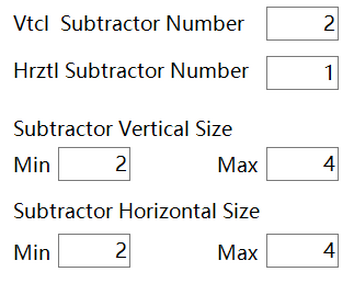 Vtcl  Subtractor Number 2
Hrztl Subtractor Number 1
Subtractor Vertical Size
Min 2 Max 4
Subtractor Horizontal Size
Min 2 Max 4